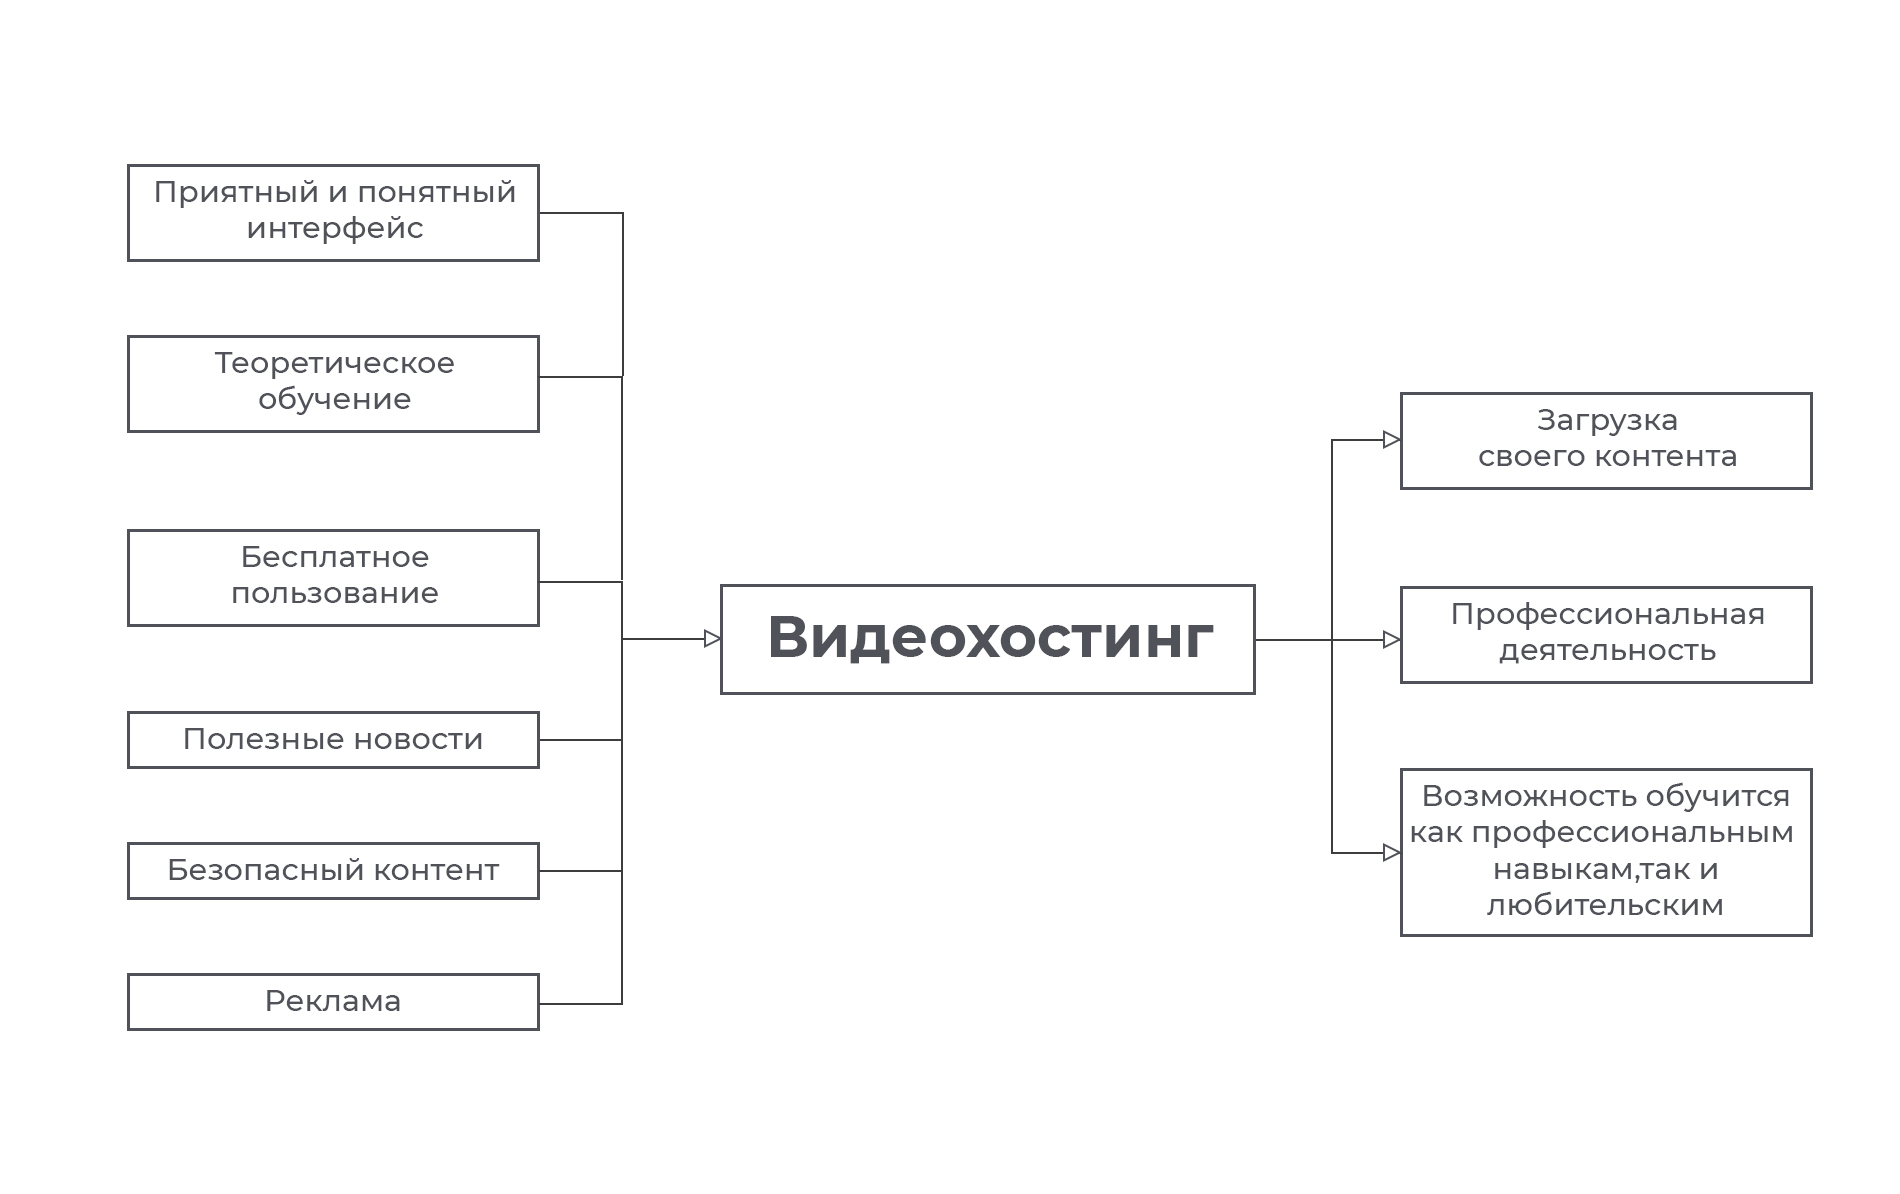 Приятный и понятный
интерфейс
Теоретическое
обучение
Бесплатное
пользование
Полезные новости
Безопасный контент
Реклама
Видеохостинг
Загрузка
своего контента
Профессиональная
деятельность
Возможность обучится
как профессиональным
навыкам,так и
любительским